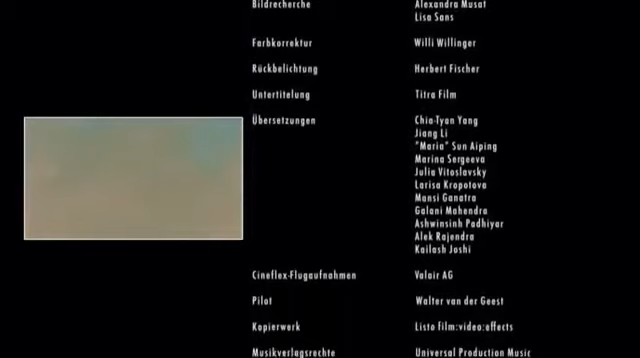 Bildrecherche Alexandra Musat
Lisa Sans
Farbkorrektur Willi Willinger
Rückbelichtung Herbert Fischer
Untertitelung Titra Film
Übersetzungen Chia-Tyan Yang
Jiang Li
"Maria" Sun Aiping
Marina Sergeeva
Julia Vitoslavsky
Larisa Kropotova
Mansi Ganatra
Galani Mahendra
Ashwinsinh Padhiyar
Alek Rajendra
Kailash Joshi
Cineflex-Flugaufnahmen Valair AG
Pilot Walter van der Geest
Kopierwerk Listo film:video:effects
Musikverlagsrechte Universal Production Music